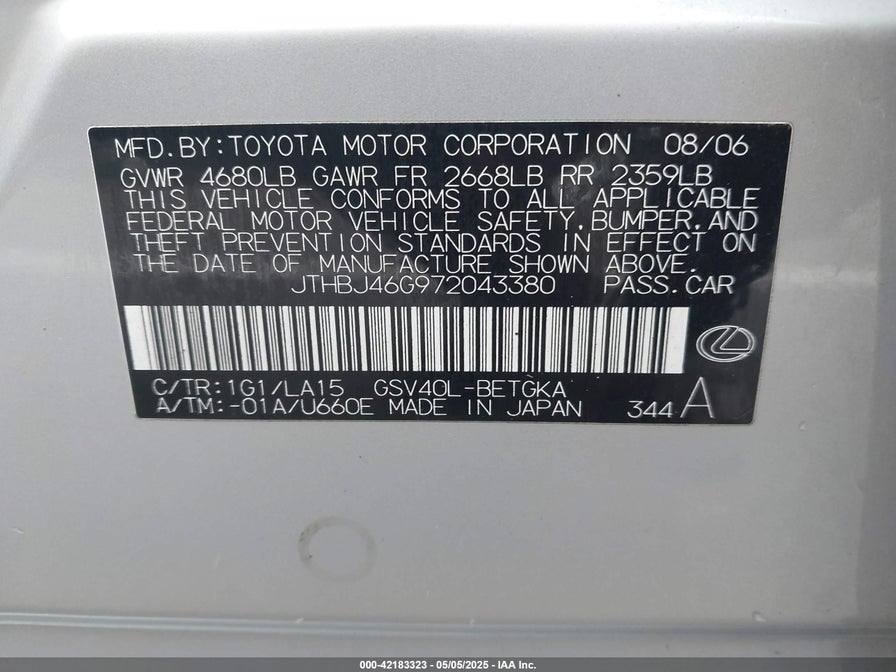 MFD.BY:TOYOTA MOTOR CORPORATION 08/06
GVWR 4680LB GAWR FR 2668LB RR 2359LB
THIS VEHICLE CONFORMS TO ALL APPLICABLE
FEDERAL MOTOR VEHICLE SAFETY,BUMPER,AND
THEFT PREVENTION STANDARDS IN EFFECT ON
THE DATE OF MANUFACTURE SHOWN ABOVE.
JTHBJ46G972043380 PASS.CAR
C/TR:1G1/LA15 GSV40L-BETGKA
A/TM:-01A/U660E MADE IN JAPAN 344 A
000-42183323 - 05/05/2025 - IAA Inc.